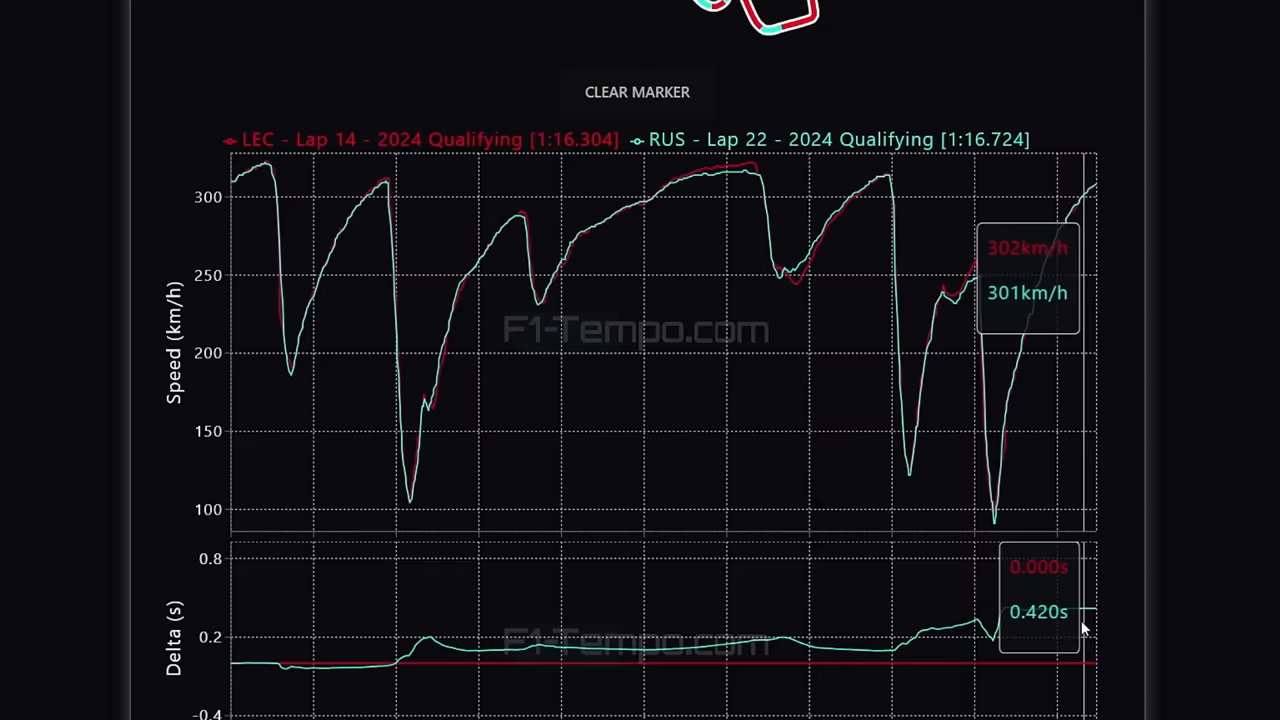 CLEAR MARKER
LEC - Lap 14 - 2024 Qualifying [1:16.304] RUS - Lap 22 - 2024 Qualifying [1:16.724]
300
250
200
150
100
Speed (km/h)
302km/h
301km/h
F1-Tempo.com
0.8
0.2
-0.4
Delta (s)
0.000s
0.420s
F1-Tempo.com